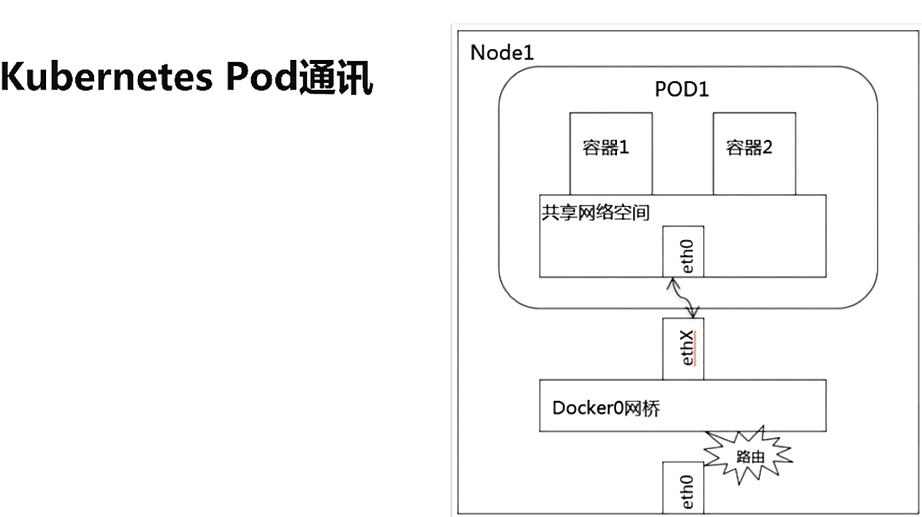 Kubernetes Pod通讯
Node1
POD1
容器1
容器2
共享网络空间
eth0
ethX
Docker0网桥
路由
eth0